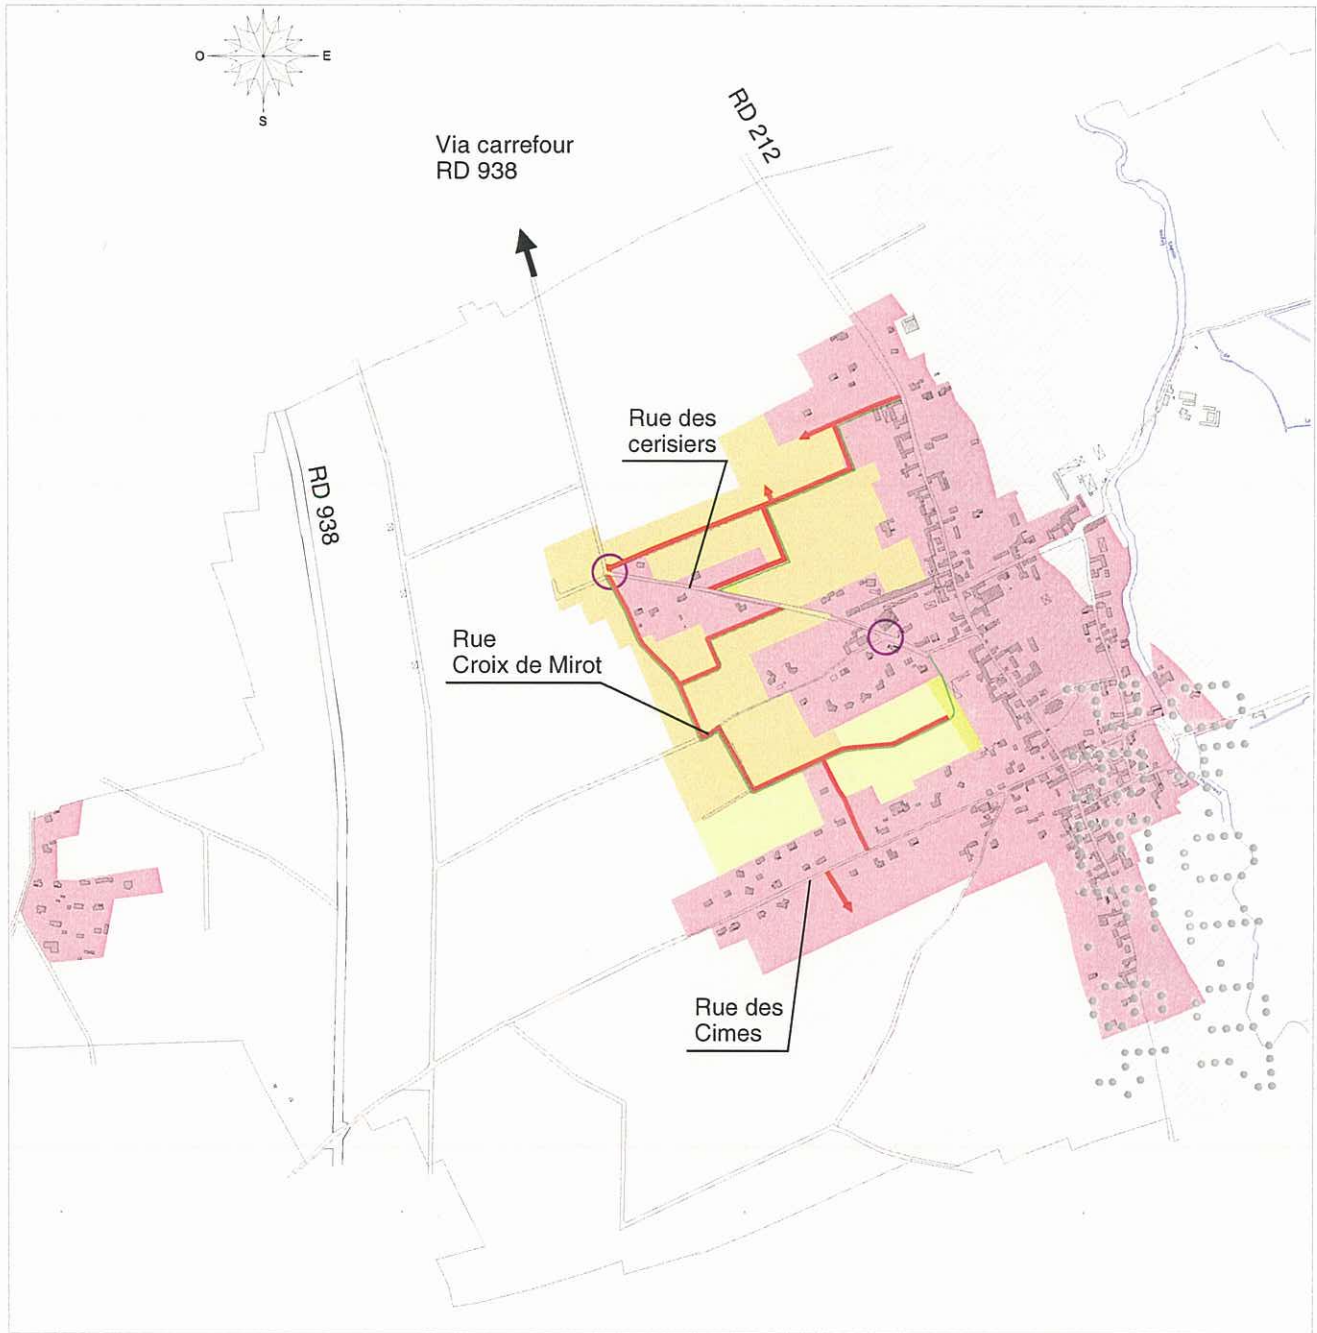 O
E
S
Via carrefour
RD 938
RD 212
Rue des
cerisiers
RD 938
Rue
Croix de Mirot
Rue des
Cimes